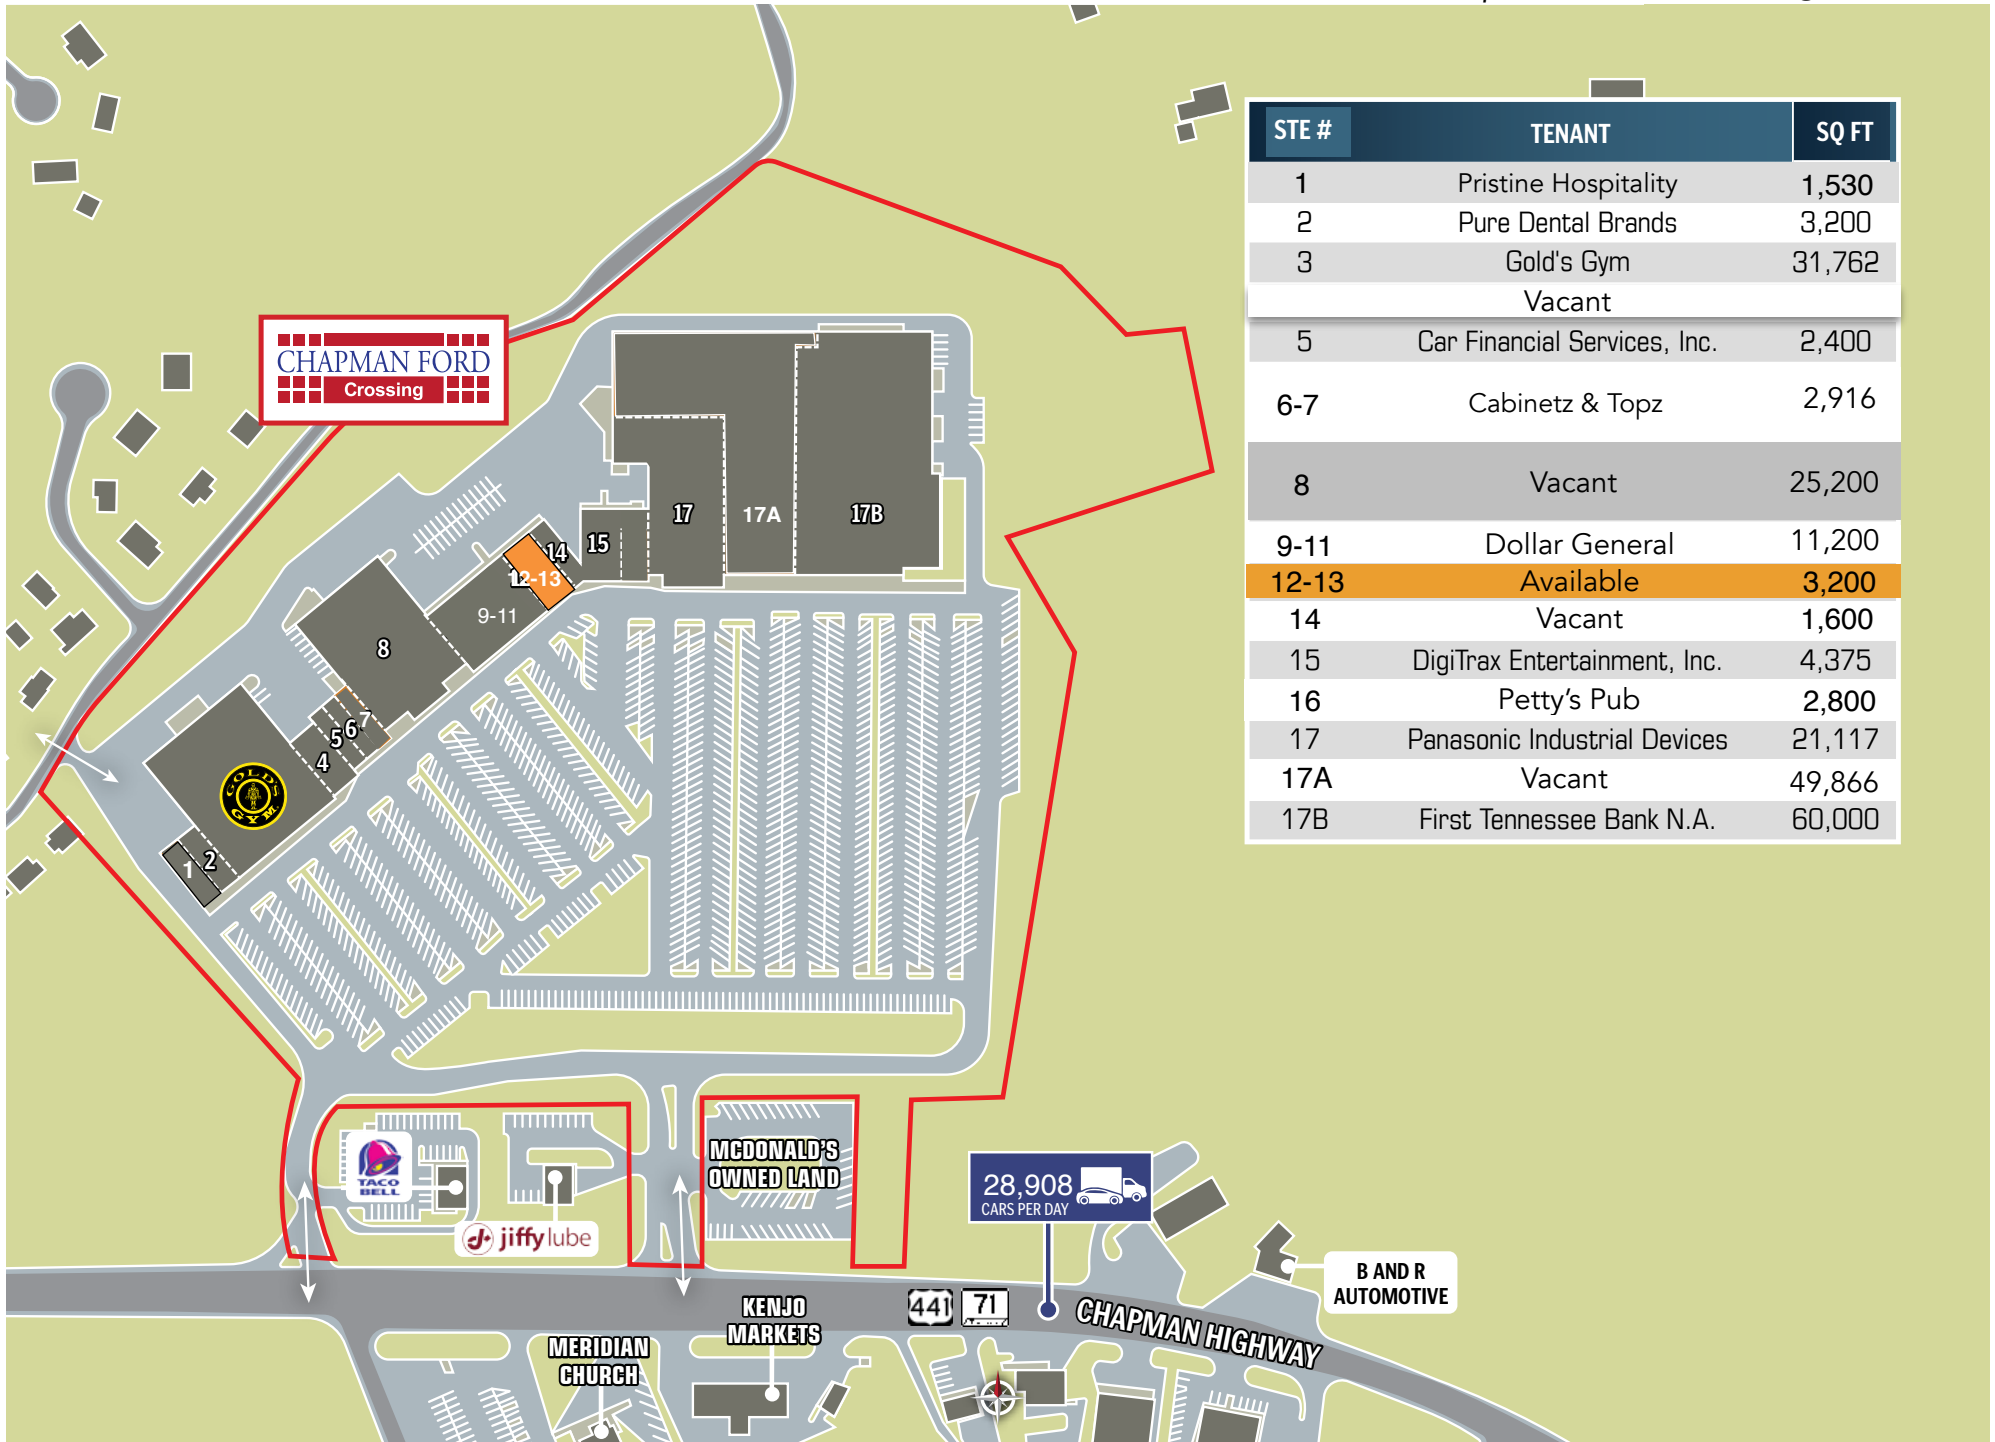 STE # TENANT SQ FT
1 Pristine Hospitality 1,530
2 Pure Dental Brands 3,200
3 Gold's Gym 31,762
Vacant
5 Car Financial Services, Inc. 2,400
6-7 Cabinetz & Topz 2,916
8 Vacant 25,200
9-11 Dollar General 11,200
12-13 Available 3,200
14 Vacant 1,600
15 DigiTrax Entertainment, Inc. 4,375
16 Petty's Pub 2,800
17 Panasonic Industrial Devices 21,117
17A Vacant 49,866
17B First Tennessee Bank N.A. 60,000
CHAPMAN FORD
Crossing
17
17A
17B
15
14
12-13
9-11
8
7
6
5
4
GOLD'S
GYM
2
1
TACO
BELL
jiffylube
MCDONALD'S
OWNED LAND
28,908
CARS PER DAY
B AND R
AUTOMOTIVE
441
71
CHAPMAN HIGHWAY
KENJO
MARKETS
MERIDIAN
CHURCH